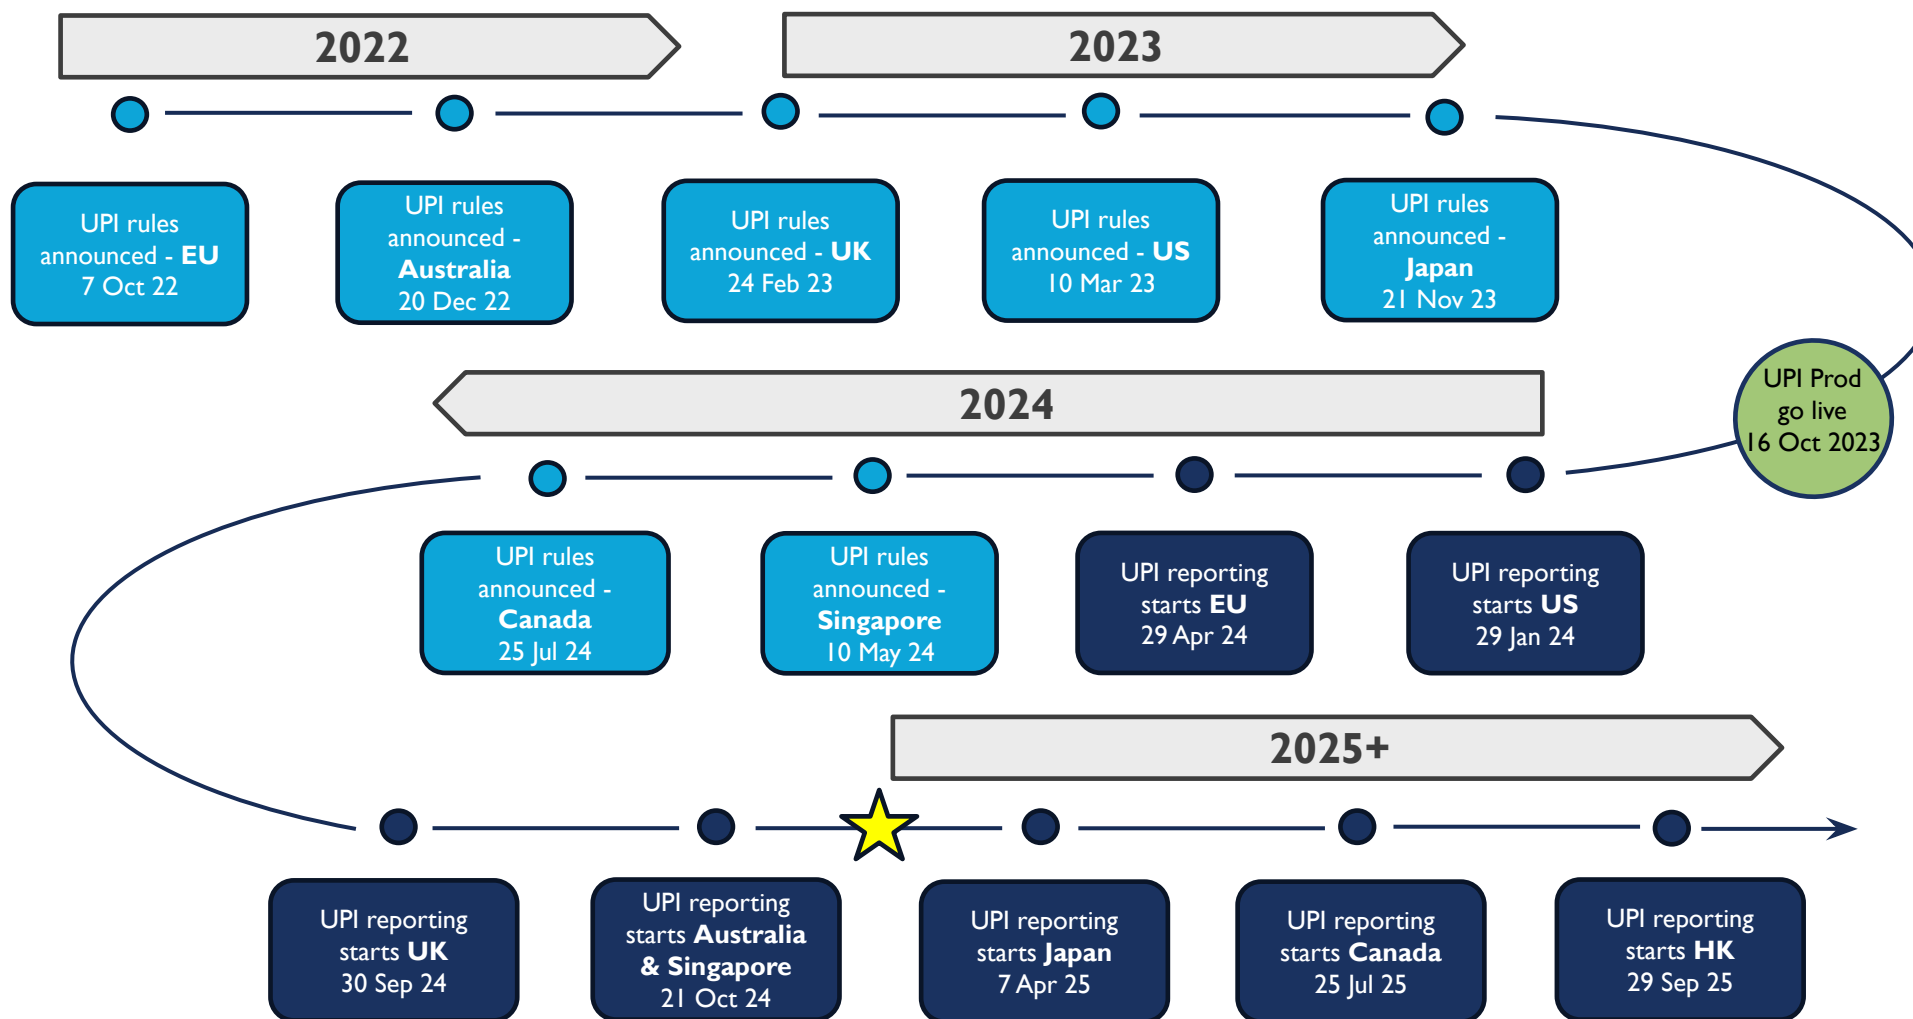 2022
2023
UPI rules
announced - EU
7 Oct 22
UPI rules
announced -
Australia
20 Dec 22
UPI rules
announced - UK
24 Feb 23
UPI rules
announced - US
10 Mar 23
UPI rules
announced -
Japan
21 Nov 23
UPI Prod
go live
16 Oct 2023
2024
UPI rules
announced -
Canada
25 Jul 24
UPI rules
announced -
Singapore
10 May 24
UPI reporting
starts EU
29 Apr 24
UPI reporting
starts US
29 Jan 24
2025+
UPI reporting
starts UK
30 Sep 24
UPI reporting
starts Australia
& Singapore
21 Oct 24
UPI reporting
starts Japan
7 Apr 25
UPI reporting
starts Canada
25 Jul 25
UPI reporting
starts HK
29 Sep 25